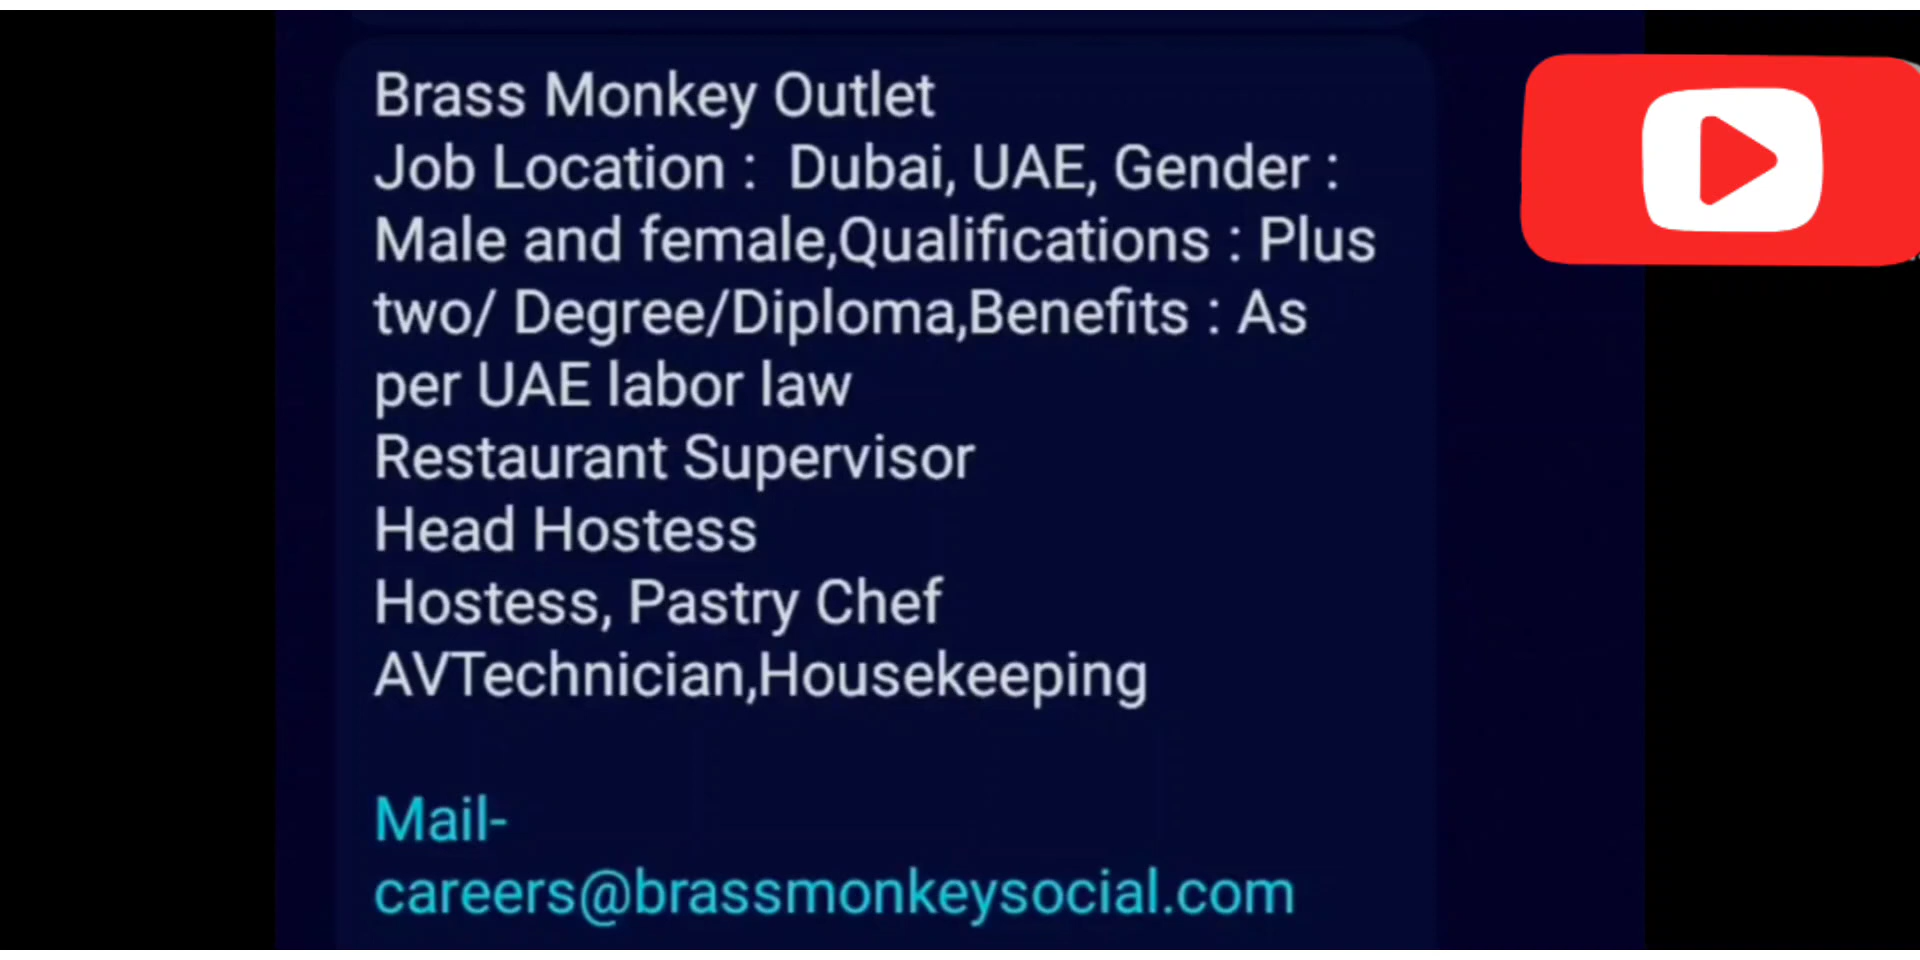 Brass Monkey Outlet
Job Location :  Dubai, UAE, Gender :
Male and female,Qualifications : Plus
two/ Degree/Diploma,Benefits : As
per UAE labor law
Restaurant Supervisor
Head Hostess
Hostess, Pastry Chef
AVTechnician,Housekeeping
Mail-
careers@brassmonkeysocial.com